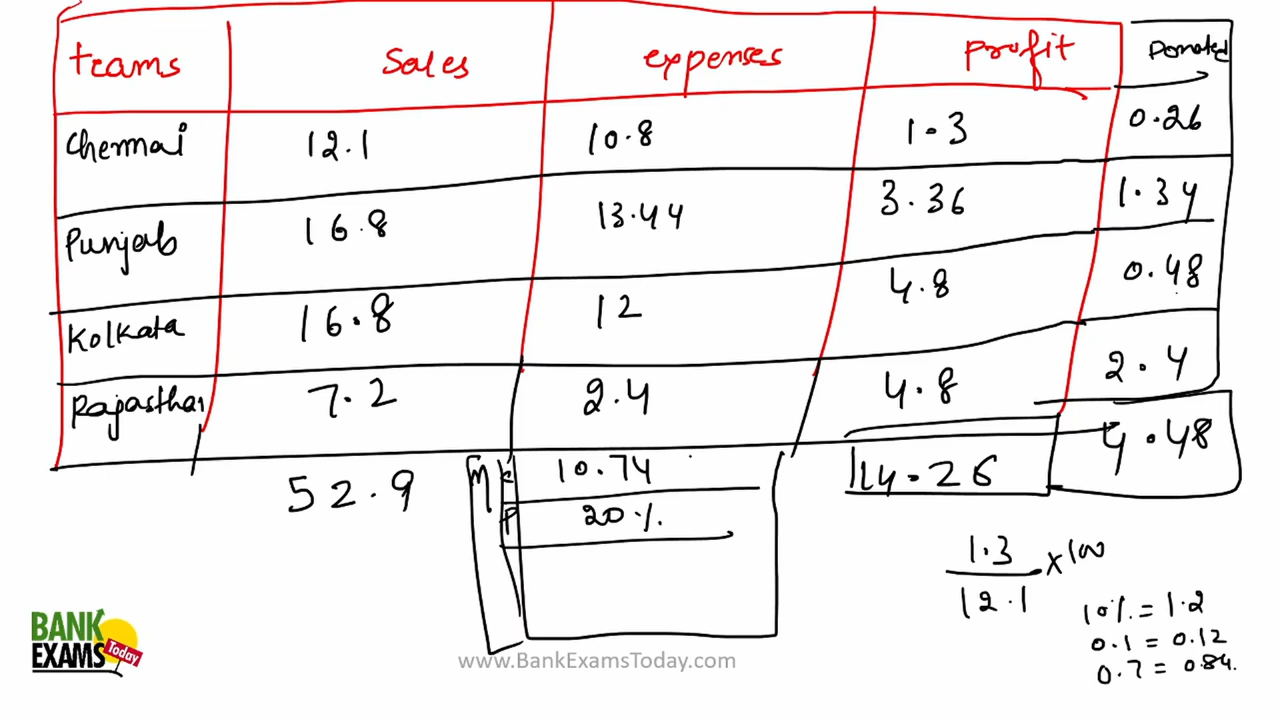 teams Sales expenses profit Donated
Chennai 12.1 10.8 1.3 0.26
Punjab 16.8 13.44 3.36 1.34
Kolkata 16.8 12 4.8 0.48
Rajasthan 7.2 2.4 4.8 2.4
52.9 14.26 4.48
M C 10.74
P 20%
1.3
12.1 × 100
10% = 1.2
0.1 = 0.12
0.7 = 0.84.
BANK
EXAMS
Today
www.BankExamsToday.com